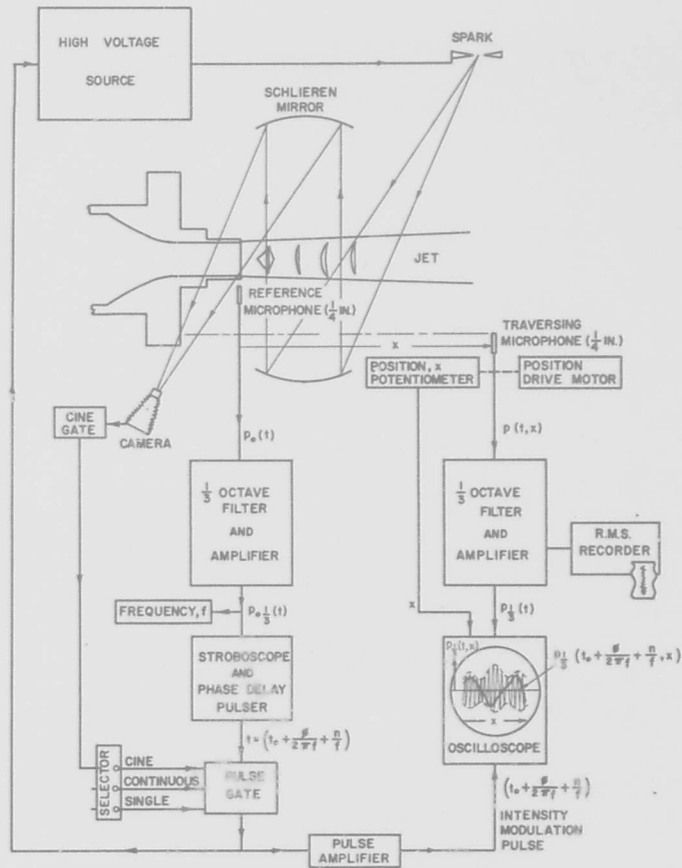 HIGH VOLTAGE
SOURCE
SPARK
SCHLIEREN
MIRROR
JET
REFERENCE
MICROPHONE (1/4 IN.)
TRAVERSING
MICROPHONE (1/4 IN.)
x
POSITION, x
POTENTIOMETER
POSITION
DRIVE MOTOR
CINE
GATE
CAMERA
p₀(t)
p(t,x)
1/3 OCTAVE
FILTER
AND
AMPLIFIER
1/3 OCTAVE
FILTER
AND
AMPLIFIER
R.M.S.
RECORDER
FREQUENCY, f
p₀ 1/3 (t)
x
p 1/3 (t)
STROBOSCOPE
AND
PHASE DELAY
PULSER
p 1/3 (t,x)
p 1/3 (t₀ + ø/2πf + n/f, x)
x
OSCILLOSCOPE
t = (t₀ + ø/2πf + n/f)
SELECTOR
CINE
CONTINUOUS
SINGLE
PULSE
GATE
(t₀ + ø/2πf + n/f)
INTENSITY
MODULATION
PULSE
PULSE
AMPLIFIER